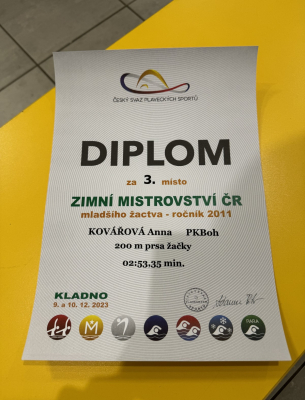 ČESKÝ SVAZ PLAVECKÝCH SPORTŮ
DIPLOM
za 3. místo
ZIMNÍ MISTROVSTVÍ ČR
mladšího žactva - ročník 2011
KOVÁŘOVÁ Anna PKBoh
200 m prsa žačky
02:53,35 min.
KLADNO
9. a 10. 12. 2023
PARA